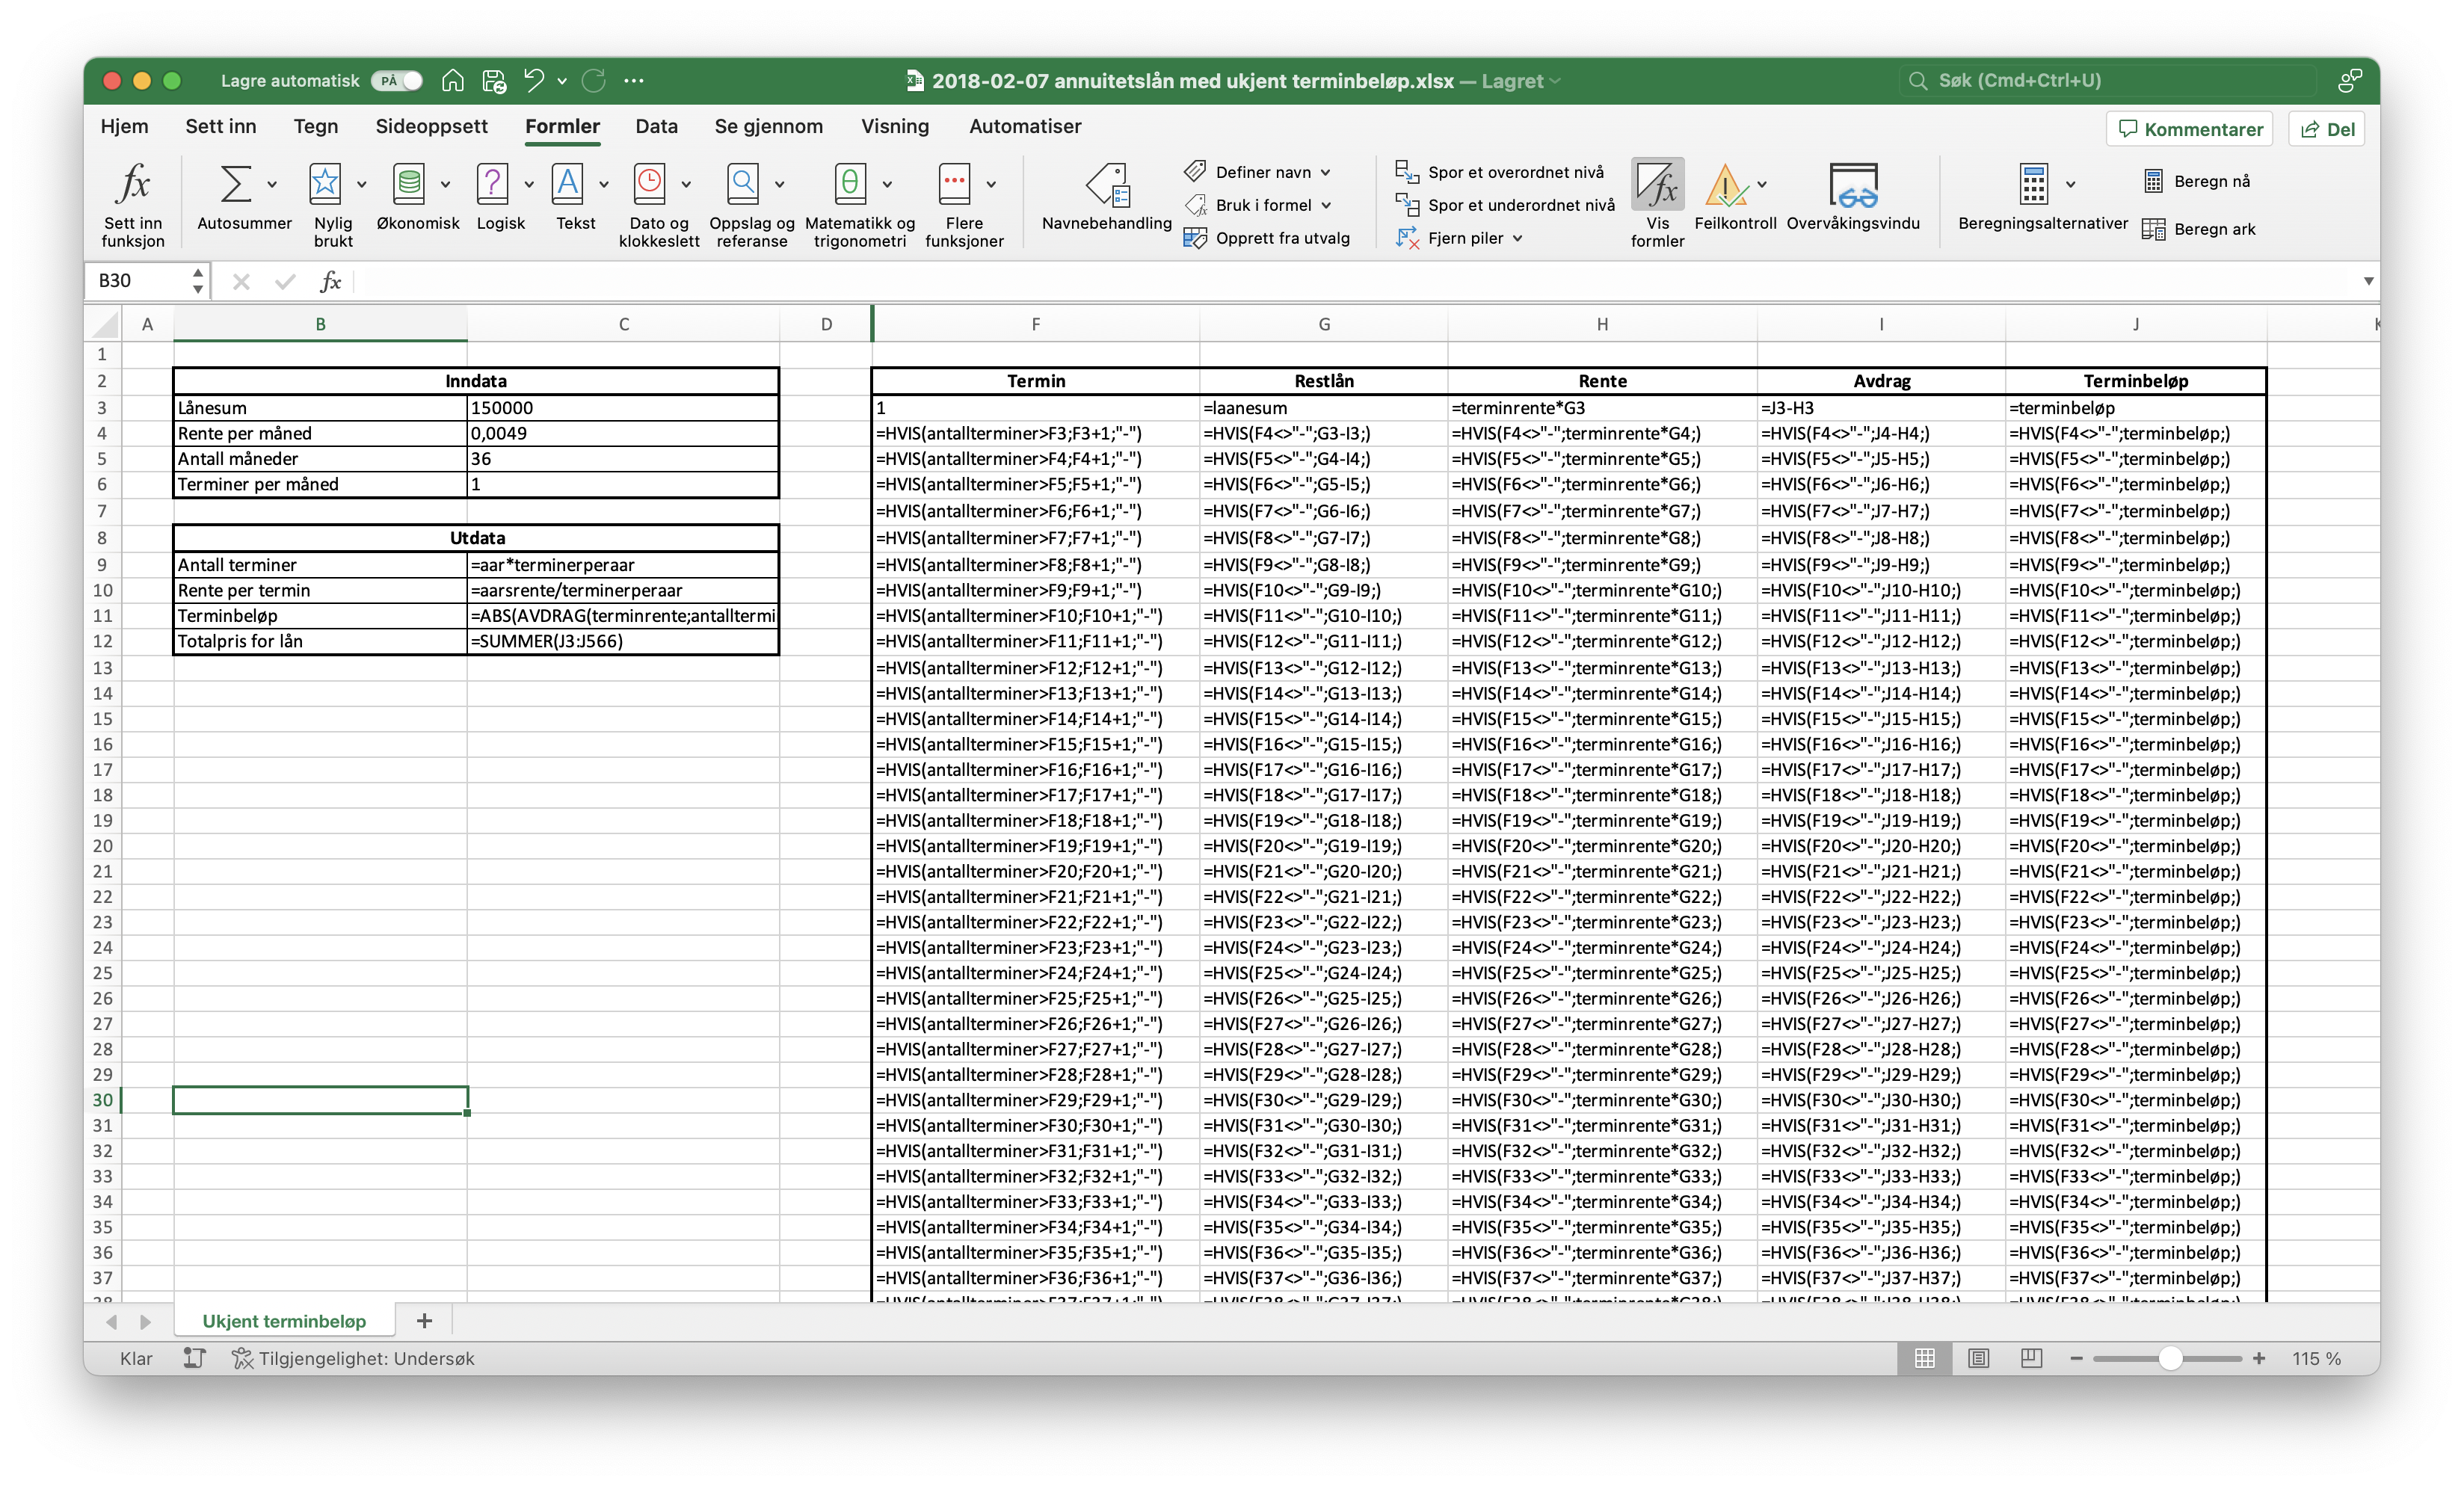 Lagre automatisk PÅ 2018-02-07 annuitetslån med ukjent terminbeløp.xlsx — Lagret Søk (Cmd+Ctrl+U)
Hjem Sett inn Tegn Sideoppsett Formler Data Se gjennom Visning Automatiser Kommentarer Del
Sett inn funksjon Autosummer Nylig brukt Økonomisk Logisk Tekst Dato og klokkeslett Oppslag og referanse Matematikk og trigonometri Flere funksjoner Navnebehandling Definer navn Bruk i formel Opprett fra utvalg Spor et overordnet nivå Spor et underordnet nivå Fjern piler Vis formler Feilkontroll Overvåkingsvindu Beregningsalternativer Beregn nå Beregn ark
B30 fx
A B C D F G H I J K
1
2 Inndata Termin Restlån Rente Avdrag Terminbeløp
3 Lånesum 150000 1 =laanesum =terminrente*G3 =J3-H3 =terminbeløp
4 Rente per måned 0,0049 =HVIS(antallterminer>F3;F3+1;"-") =HVIS(F4<>"-";G3-I3;) =HVIS(F4<>"-";terminrente*G4;) =HVIS(F4<>"-";J4-H4;) =HVIS(F4<>"-";terminbeløp;)
5 Antall måneder 36 =HVIS(antallterminer>F4;F4+1;"-") =HVIS(F5<>"-";G4-I4;) =HVIS(F5<>"-";terminrente*G5;) =HVIS(F5<>"-";J5-H5;) =HVIS(F5<>"-";terminbeløp;)
6 Terminer per måned 1 =HVIS(antallterminer>F5;F5+1;"-") =HVIS(F6<>"-";G5-I5;) =HVIS(F6<>"-";terminrente*G6;) =HVIS(F6<>"-";J6-H6;) =HVIS(F6<>"-";terminbeløp;)
7 =HVIS(antallterminer>F6;F6+1;"-") =HVIS(F7<>"-";G6-I6;) =HVIS(F7<>"-";terminrente*G7;) =HVIS(F7<>"-";J7-H7;) =HVIS(F7<>"-";terminbeløp;)
8 Utdata =HVIS(antallterminer>F7;F7+1;"-") =HVIS(F8<>"-";G7-I7;) =HVIS(F8<>"-";terminrente*G8;) =HVIS(F8<>"-";J8-H8;) =HVIS(F8<>"-";terminbeløp;)
9 Antall terminer =aar*terminerperaar =HVIS(antallterminer>F8;F8+1;"-") =HVIS(F9<>"-";G8-I8;) =HVIS(F9<>"-";terminrente*G9;) =HVIS(F9<>"-";J9-H9;) =HVIS(F9<>"-";terminbeløp;)
10 Rente per termin =aarsrente/terminerperaar =HVIS(antallterminer>F9;F9+1;"-") =HVIS(F10<>"-";G9-I9;) =HVIS(F10<>"-";terminrente*G10;) =HVIS(F10<>"-";J10-H10;) =HVIS(F10<>"-";terminbeløp;)
11 Terminbeløp =ABS(AVDRAG(terminrente;antalltermi =HVIS(antallterminer>F10;F10+1;"-") =HVIS(F11<>"-";G10-I10;) =HVIS(F11<>"-";terminrente*G11;) =HVIS(F11<>"-";J11-H11;) =HVIS(F11<>"-";terminbeløp;)
12 Totalpris for lån =SUMMER(J3:J566) =HVIS(antallterminer>F11;F11+1;"-") =HVIS(F12<>"-";G11-I11;) =HVIS(F12<>"-";terminrente*G12;) =HVIS(F12<>"-";J12-H12;) =HVIS(F12<>"-";terminbeløp;)
13 =HVIS(antallterminer>F12;F12+1;"-") =HVIS(F13<>"-";G12-I12;) =HVIS(F13<>"-";terminrente*G13;) =HVIS(F13<>"-";J13-H13;) =HVIS(F13<>"-";terminbeløp;)
14 =HVIS(antallterminer>F13;F13+1;"-") =HVIS(F14<>"-";G13-I13;) =HVIS(F14<>"-";terminrente*G14;) =HVIS(F14<>"-";J14-H14;) =HVIS(F14<>"-";terminbeløp;)
15 =HVIS(antallterminer>F14;F14+1;"-") =HVIS(F15<>"-";G14-I14;) =HVIS(F15<>"-";terminrente*G15;) =HVIS(F15<>"-";J15-H15;) =HVIS(F15<>"-";terminbeløp;)
16 =HVIS(antallterminer>F15;F15+1;"-") =HVIS(F16<>"-";G15-I15;) =HVIS(F16<>"-";terminrente*G16;) =HVIS(F16<>"-";J16-H16;) =HVIS(F16<>"-";terminbeløp;)
17 =HVIS(antallterminer>F16;F16+1;"-") =HVIS(F17<>"-";G16-I16;) =HVIS(F17<>"-";terminrente*G17;) =HVIS(F17<>"-";J17-H17;) =HVIS(F17<>"-";terminbeløp;)
18 =HVIS(antallterminer>F17;F17+1;"-") =HVIS(F18<>"-";G17-I17;) =HVIS(F18<>"-";terminrente*G18;) =HVIS(F18<>"-";J18-H18;) =HVIS(F18<>"-";terminbeløp;)
19 =HVIS(antallterminer>F18;F18+1;"-") =HVIS(F19<>"-";G18-I18;) =HVIS(F19<>"-";terminrente*G19;) =HVIS(F19<>"-";J19-H19;) =HVIS(F19<>"-";terminbeløp;)
20 =HVIS(antallterminer>F19;F19+1;"-") =HVIS(F20<>"-";G19-I19;) =HVIS(F20<>"-";terminrente*G20;) =HVIS(F20<>"-";J20-H20;) =HVIS(F20<>"-";terminbeløp;)
21 =HVIS(antallterminer>F20;F20+1;"-") =HVIS(F21<>"-";G20-I20;) =HVIS(F21<>"-";terminrente*G21;) =HVIS(F21<>"-";J21-H21;) =HVIS(F21<>"-";terminbeløp;)
22 =HVIS(antallterminer>F21;F21+1;"-") =HVIS(F22<>"-";G21-I21;) =HVIS(F22<>"-";terminrente*G22;) =HVIS(F22<>"-";J22-H22;) =HVIS(F22<>"-";terminbeløp;)
23 =HVIS(antallterminer>F22;F22+1;"-") =HVIS(F23<>"-";G22-I22;) =HVIS(F23<>"-";terminrente*G23;) =HVIS(F23<>"-";J23-H23;) =HVIS(F23<>"-";terminbeløp;)
24 =HVIS(antallterminer>F23;F23+1;"-") =HVIS(F24<>"-";G23-I23;) =HVIS(F24<>"-";terminrente*G24;) =HVIS(F24<>"-";J24-H24;) =HVIS(F24<>"-";terminbeløp;)
25 =HVIS(antallterminer>F24;F24+1;"-") =HVIS(F25<>"-";G24-I24;) =HVIS(F25<>"-";terminrente*G25;) =HVIS(F25<>"-";J25-H25;) =HVIS(F25<>"-";terminbeløp;)
26 =HVIS(antallterminer>F25;F25+1;"-") =HVIS(F26<>"-";G25-I25;) =HVIS(F26<>"-";terminrente*G26;) =HVIS(F26<>"-";J26-H26;) =HVIS(F26<>"-";terminbeløp;)
27 =HVIS(antallterminer>F26;F26+1;"-") =HVIS(F27<>"-";G26-I26;) =HVIS(F27<>"-";terminrente*G27;) =HVIS(F27<>"-";J27-H27;) =HVIS(F27<>"-";terminbeløp;)
28 =HVIS(antallterminer>F27;F27+1;"-") =HVIS(F28<>"-";G27-I27;) =HVIS(F28<>"-";terminrente*G28;) =HVIS(F28<>"-";J28-H28;) =HVIS(F28<>"-";terminbeløp;)
29 =HVIS(antallterminer>F28;F28+1;"-") =HVIS(F29<>"-";G28-I28;) =HVIS(F29<>"-";terminrente*G29;) =HVIS(F29<>"-";J29-H29;) =HVIS(F29<>"-";terminbeløp;)
30 =HVIS(antallterminer>F29;F29+1;"-") =HVIS(F30<>"-";G29-I29;) =HVIS(F30<>"-";terminrente*G30;) =HVIS(F30<>"-";J30-H30;) =HVIS(F30<>"-";terminbeløp;)
31 =HVIS(antallterminer>F30;F30+1;"-") =HVIS(F31<>"-";G30-I30;) =HVIS(F31<>"-";terminrente*G31;) =HVIS(F31<>"-";J31-H31;) =HVIS(F31<>"-";terminbeløp;)
32 =HVIS(antallterminer>F31;F31+1;"-") =HVIS(F32<>"-";G31-I31;) =HVIS(F32<>"-";terminrente*G32;) =HVIS(F32<>"-";J32-H32;) =HVIS(F32<>"-";terminbeløp;)
33 =HVIS(antallterminer>F32;F32+1;"-") =HVIS(F33<>"-";G32-I32;) =HVIS(F33<>"-";terminrente*G33;) =HVIS(F33<>"-";J33-H33;) =HVIS(F33<>"-";terminbeløp;)
34 =HVIS(antallterminer>F33;F33+1;"-") =HVIS(F34<>"-";G33-I33;) =HVIS(F34<>"-";terminrente*G34;) =HVIS(F34<>"-";J34-H34;) =HVIS(F34<>"-";terminbeløp;)
35 =HVIS(antallterminer>F34;F34+1;"-") =HVIS(F35<>"-";G34-I34;) =HVIS(F35<>"-";terminrente*G35;) =HVIS(F35<>"-";J35-H35;) =HVIS(F35<>"-";terminbeløp;)
36 =HVIS(antallterminer>F35;F35+1;"-") =HVIS(F36<>"-";G35-I35;) =HVIS(F36<>"-";terminrente*G36;) =HVIS(F36<>"-";J36-H36;) =HVIS(F36<>"-";terminbeløp;)
37 =HVIS(antallterminer>F36;F36+1;"-") =HVIS(F37<>"-";G36-I36;) =HVIS(F37<>"-";terminrente*G37;) =HVIS(F37<>"-";J37-H37;) =HVIS(F37<>"-";terminbeløp;)
Ukjent terminbeløp +
Klar Tilgjengelighet: Undersøk 115 %